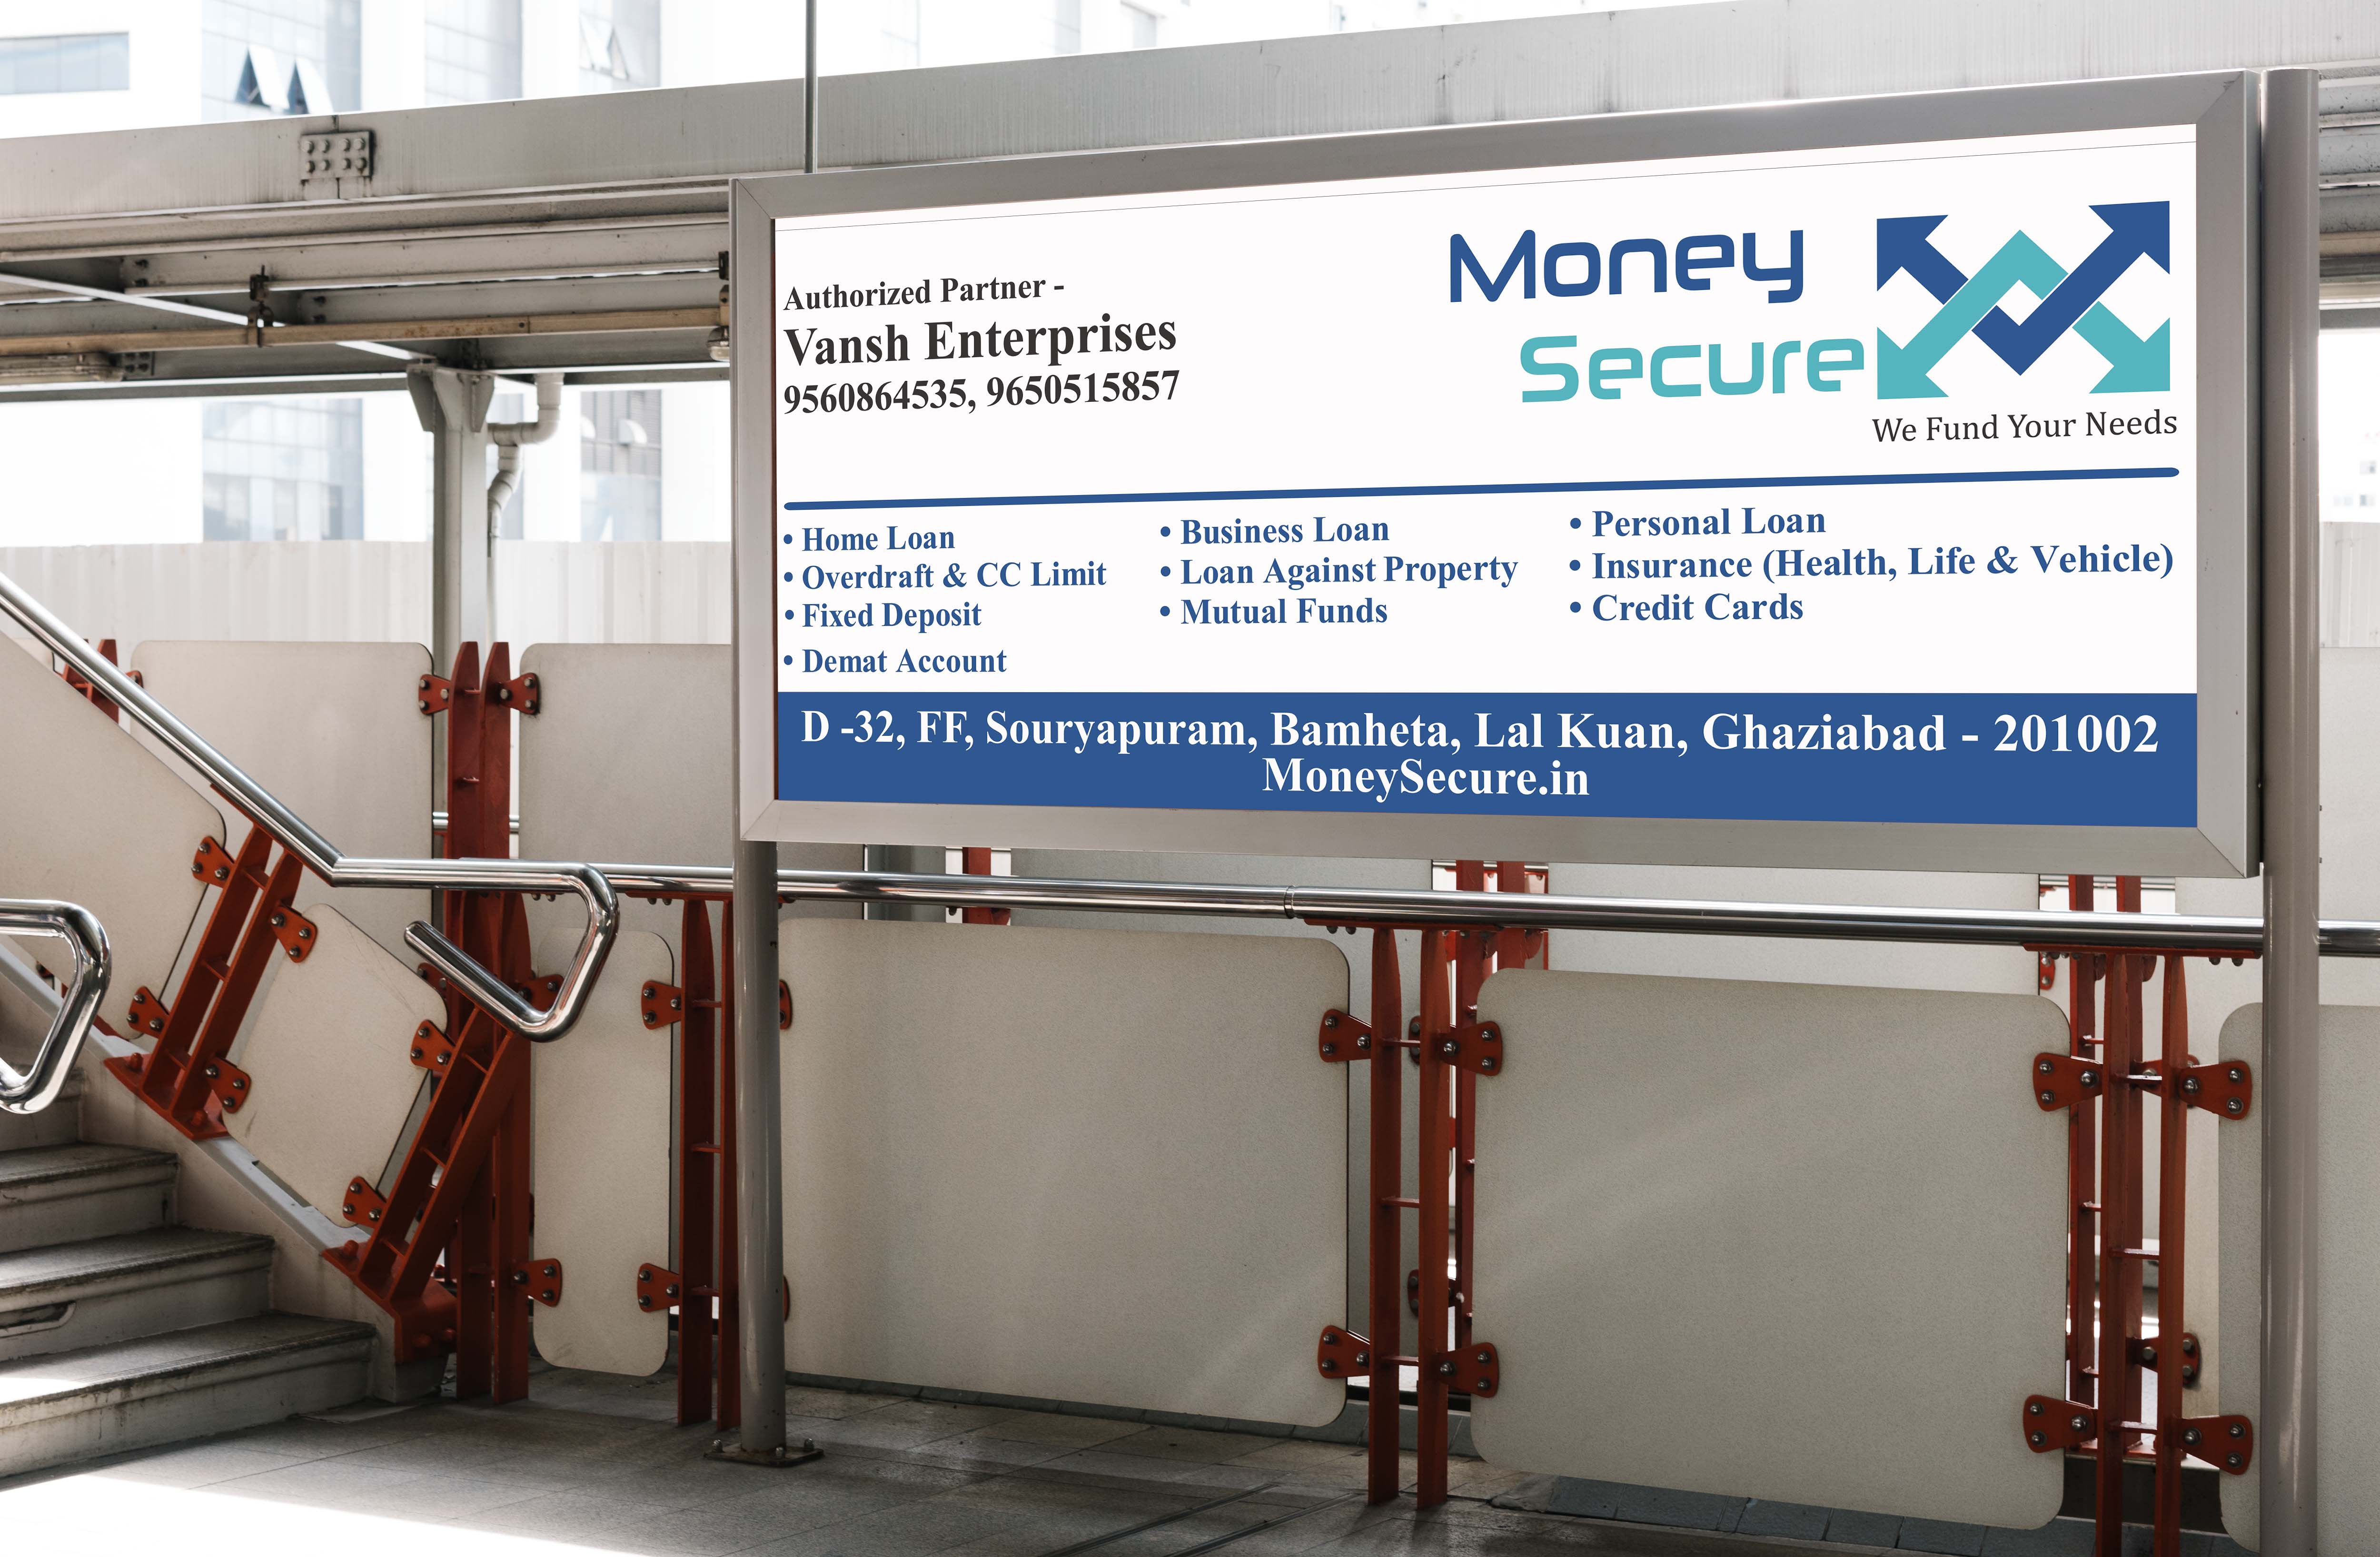 Authorized Partner -
Vansh Enterprises
9560864535, 9650515857
Money
Secure
We Fund Your Needs
• Home Loan
• Overdraft & CC Limit
• Fixed Deposit
• Demat Account
• Business Loan
• Loan Against Property
• Mutual Funds
• Personal Loan
• Insurance (Health, Life & Vehicle)
• Credit Cards
D -32, FF, Souryapuram, Bamheta, Lal Kuan, Ghaziabad - 201002
MoneySecure.in